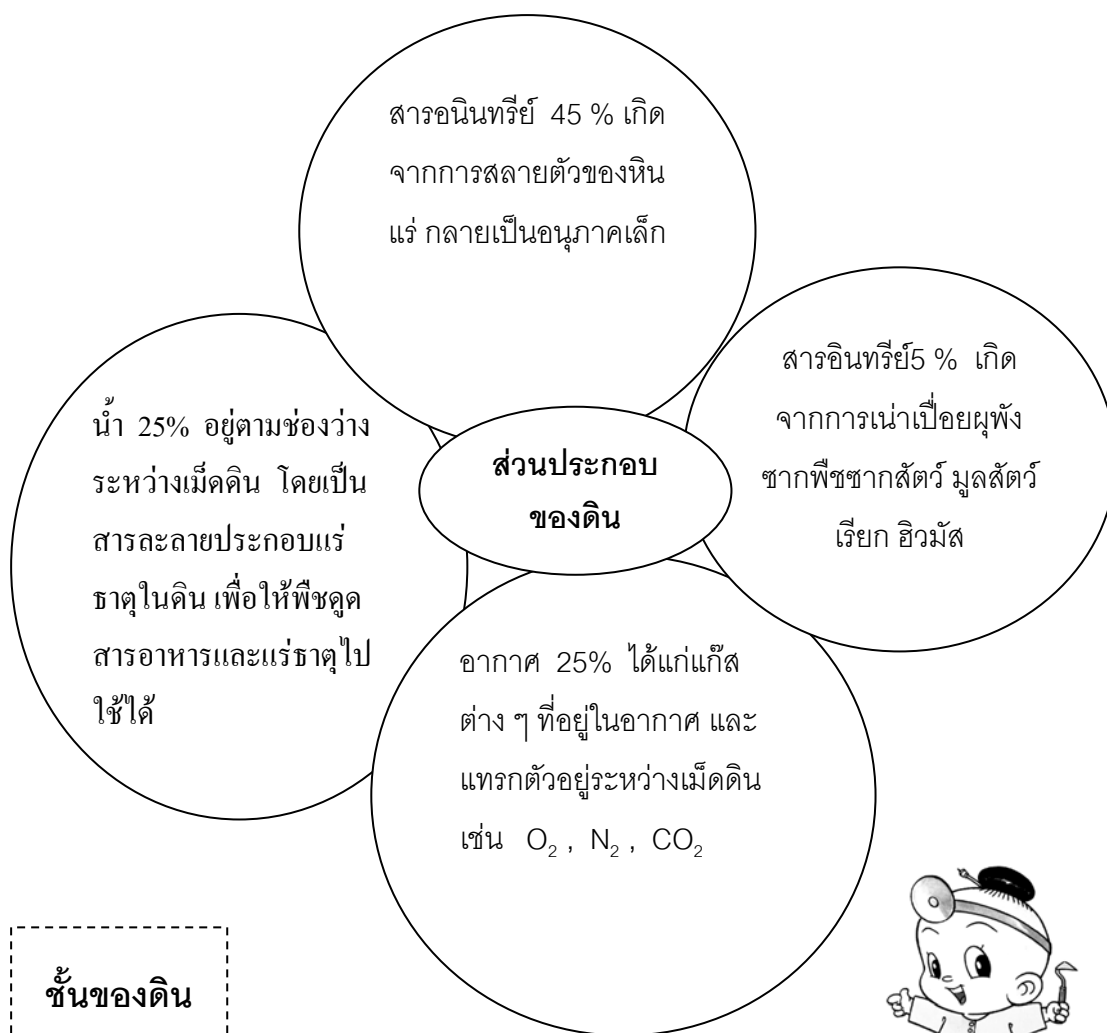 สารอนินทรีย์ 45 % เกิด
จากการสลายตัวของหิน
แร่ กลายเป็นอนุภาคเล็ก
สารอินทรีย์5 % เกิด
จากการเน่าเปื่อยผุพัง
ซากพืชซากสัตว์ มูลสัตว์
เรียก ฮิวมัส
น้ำ 25% อยู่ตามช่องว่าง
ระหว่างเม็ดดิน โดยเป็น
สารละลายประกอบแร่
ธาตุในดิน เพื่อให้พืชดูด
สารอาหารและแร่ธาตุไป
ใช้ได้
ส่วนประกอบ
ของดิน
อากาศ 25% ได้แก่แก๊ส
ต่าง ๆ ที่อยู่ในอากาศ และ
แทรกตัวอยู่ระหว่างเม็ดดิน
เช่น O₂ , N₂ , CO₂
ชั้นของดิน